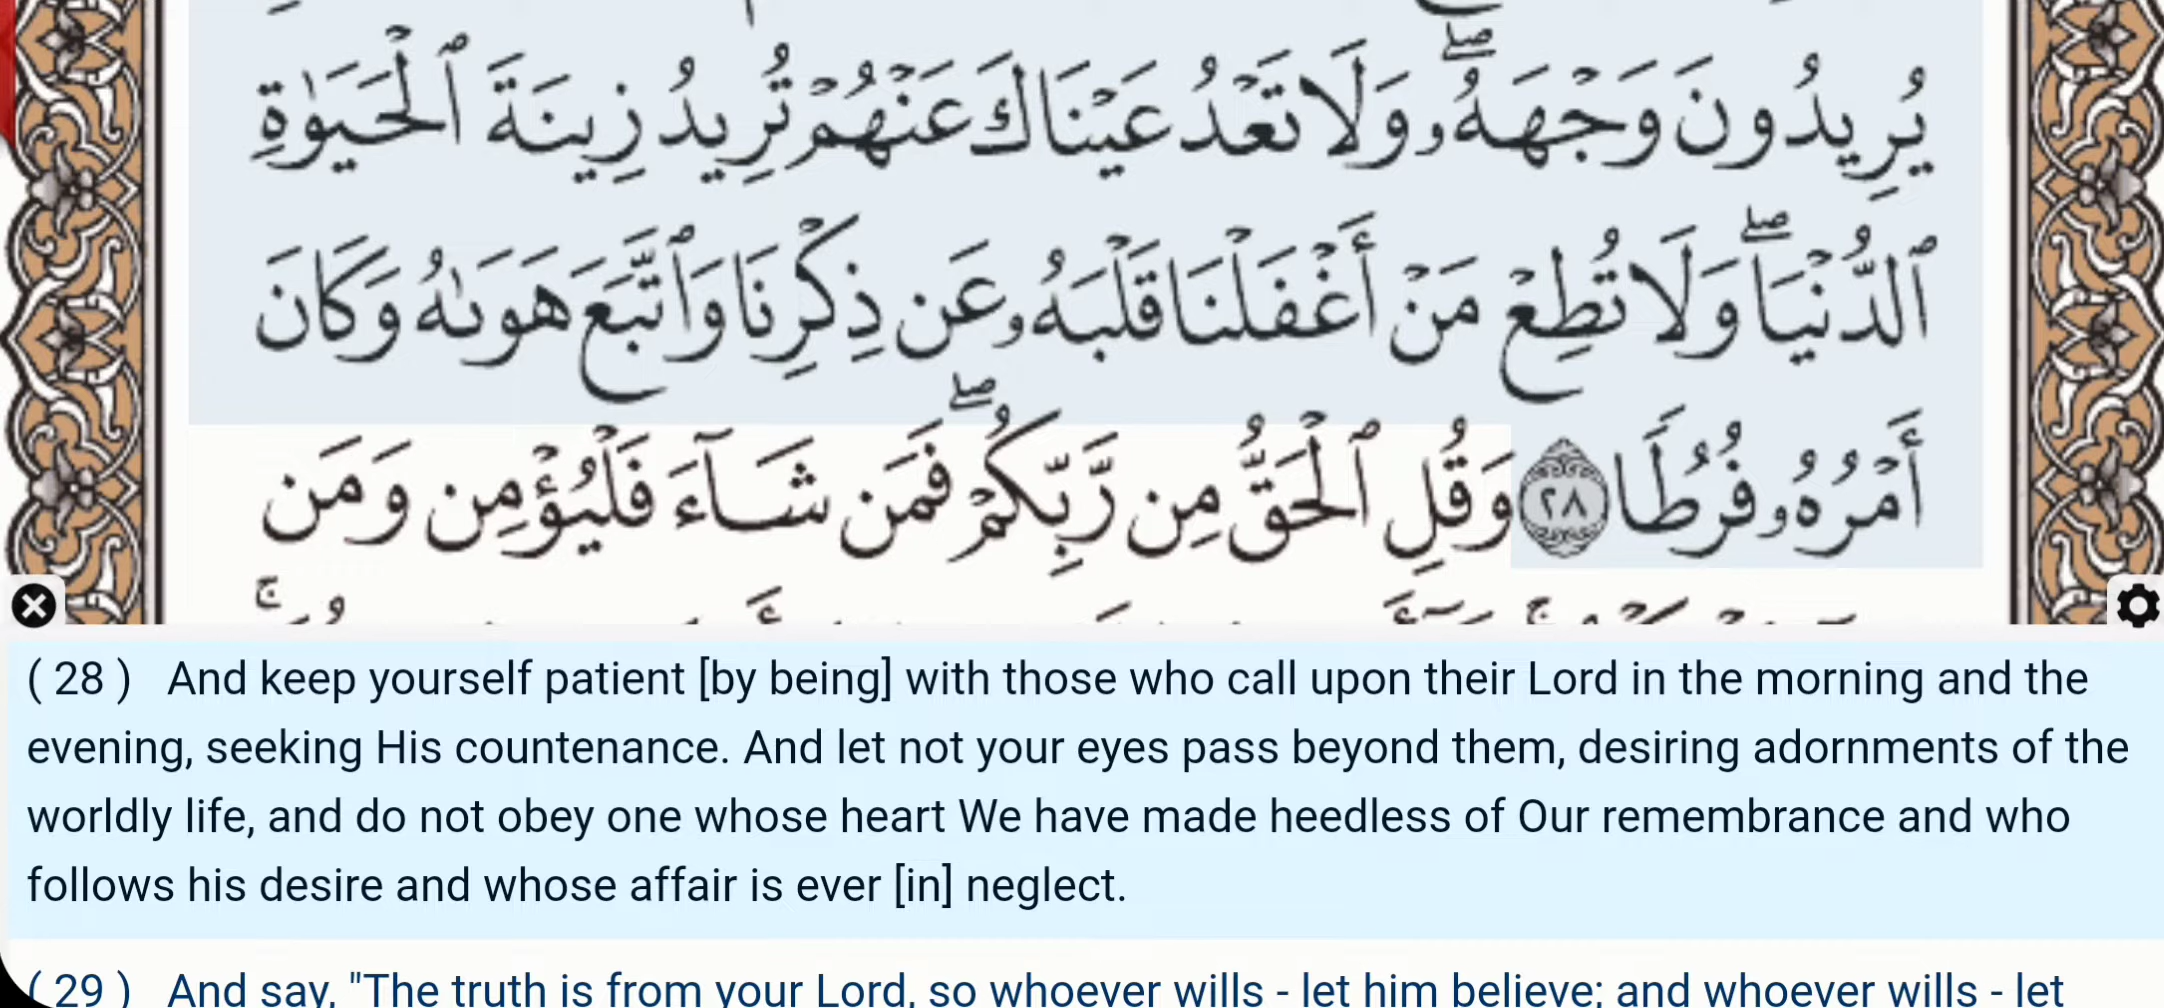 يُرِيدُونَ وَجْهَهُۥۖ وَلَا تَعْدُ عَيْنَاكَ عَنْهُمْ تُرِيدُ زِينَةَ ٱلْحَيَوٰةِ
ٱلدُّنْيَاۖ وَلَا تُطِعْ مَنْ أَغْفَلْنَا قَلْبَهُۥ عَن ذِكْرِنَا وَٱتَّبَعَ هَوَىٰهُ وَكَانَ
أَمْرُهُۥ فُرُطًا ٢٨ وَقُلِ ٱلْحَقُّ مِن رَّبِّكُمْۖ فَمَن شَآءَ فَلْيُؤْمِن وَمَن
( 28 ) And keep yourself patient [by being] with those who call upon their Lord in the morning and the
evening, seeking His countenance. And let not your eyes pass beyond them, desiring adornments of the
worldly life, and do not obey one whose heart We have made heedless of Our remembrance and who
follows his desire and whose affair is ever [in] neglect.
( 29 ) And say, "The truth is from your Lord, so whoever wills - let him believe; and whoever wills - let